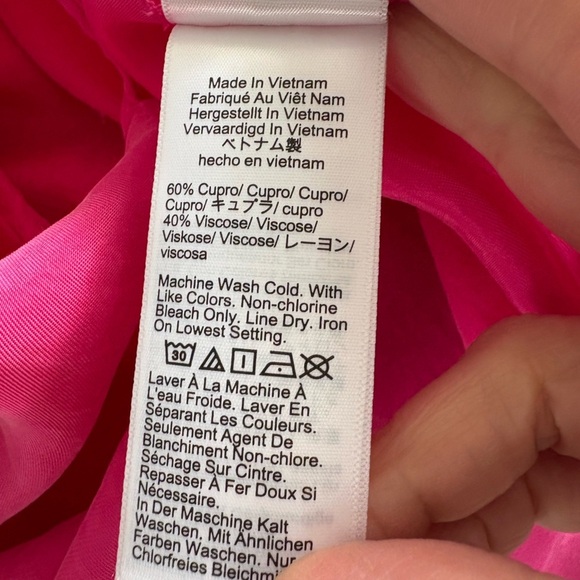 Made In Vietnam
Fabriqué Au Viêt Nam
Hergestellt In Vietnam
Vervaardigd In Vietnam
ベトナム製
hecho en vietnam
60% Cupro/ Cupro/ Cupro/
Cupro/ キュプラ/ cupro
40% Viscose/ Viscose/
Viskose/ Viscose/ レーヨン/
viscosa
Machine Wash Cold. With
Like Colors. Non-chlorine
Bleach Only. Line Dry. Iron
On Lowest Setting.
30
Laver À La Machine À
L'eau Froide. Laver En
Séparant Les Couleurs.
Seulement Agent De
Blanchiment Non-chlore.
Séchage Sur Cintre.
Repasser À Fer Doux Si
Nécessaire.
In Der Maschine Kalt
Waschen, Mit Ähnlichen
Farben Waschen. Nur
Chlorfreies Bleichmi